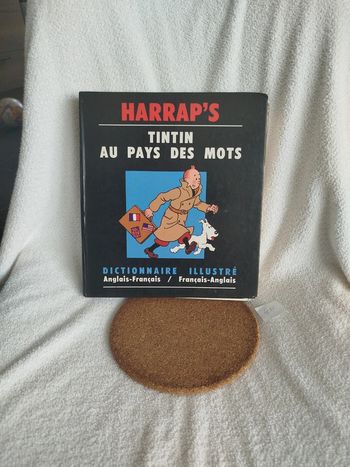 HARRAP'S
TINTIN
AU PAYS DES MOTS
DICTIONNAIRE ILLUSTRÉ
Anglais-Français / Français-Anglais